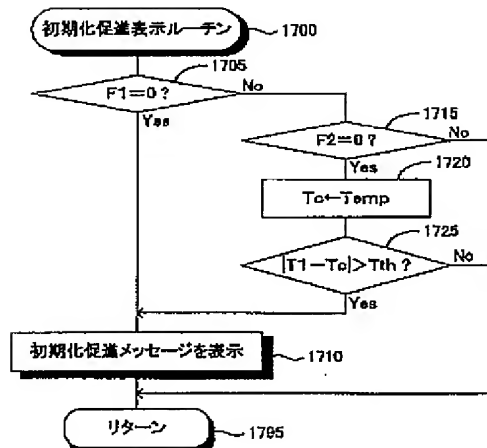 初期化促進表示ルーチン
1700
1705
F1=0?
No
Yes
1715
F2=0?
No
Yes
1720
Tc←Temp
1725
|T1−Tc|>Tth?
No
Yes
初期化促進メッセージを表示
1710
リターン
1795